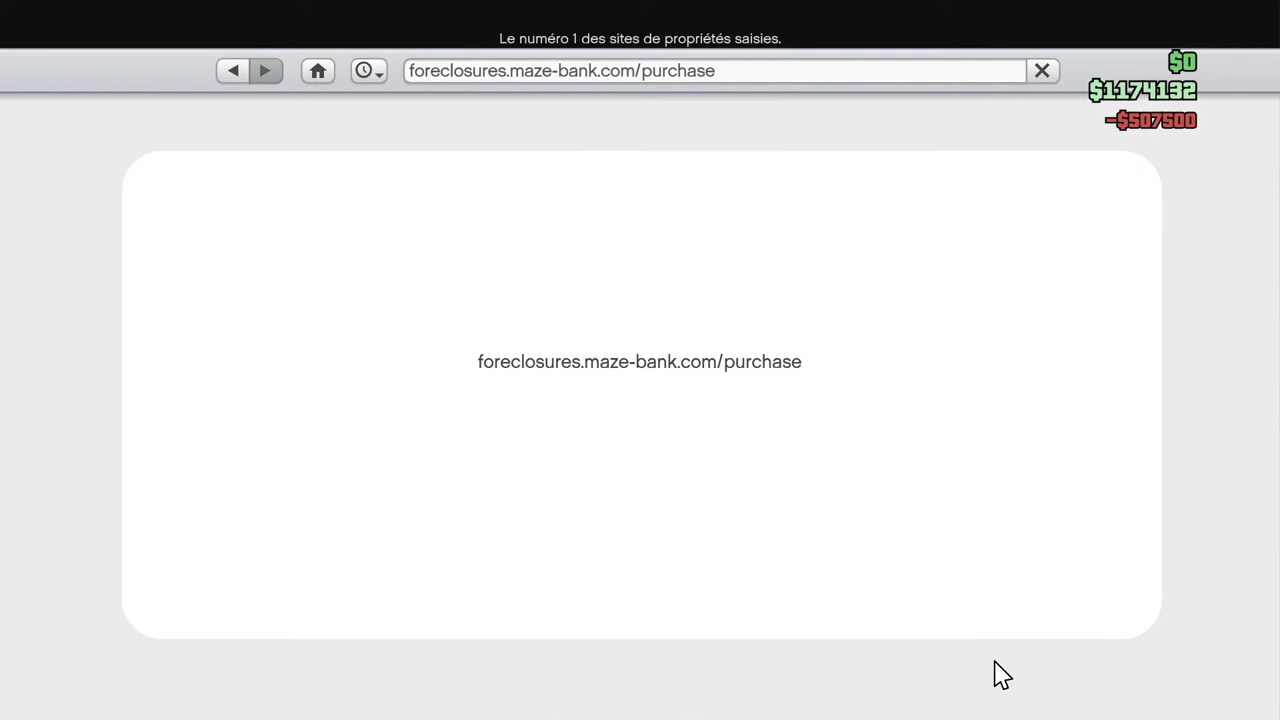 Le numéro 1 des sites de propriétés saisies.
foreclosures.maze-bank.com/purchase
$0
$1174132
-$507500
foreclosures.maze-bank.com/purchase